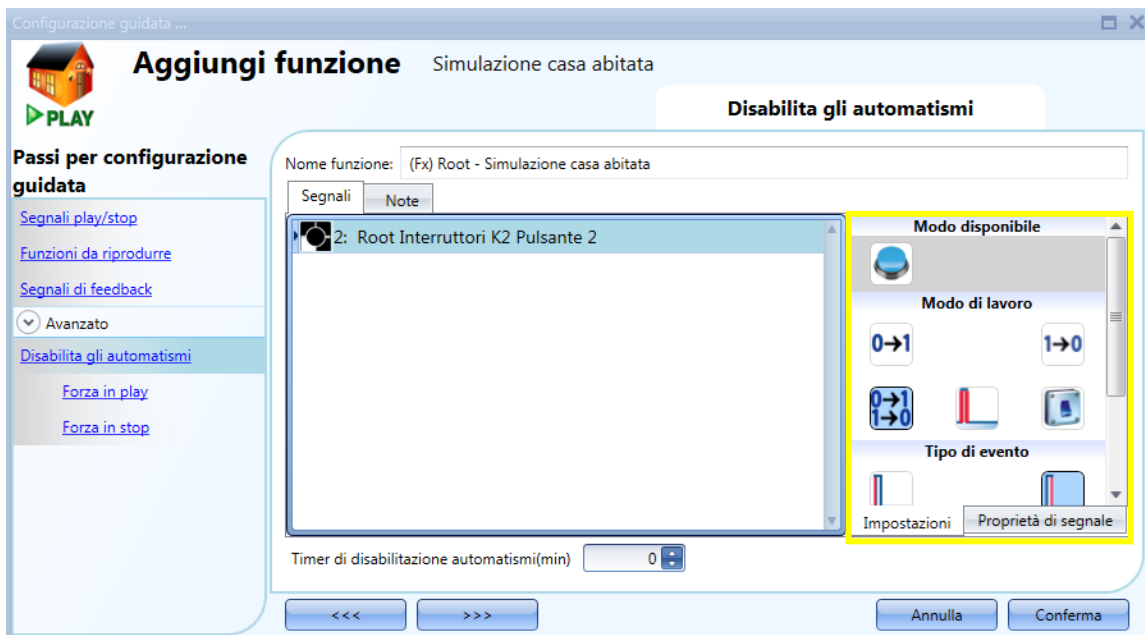 Configurazione guidata ...
Aggiungi funzione
Simulazione casa abitata
PLAY
Disabilita gli automatismi
Passi per configurazione
guidata
Segnali play/stop
Funzioni da riprodurre
Segnali di feedback
Avanzato
Disabilita gli automatismi
Forza in play
Forza in stop
Nome funzione: (Fx) Root - Simulazione casa abitata
Segnali
Note
2: Root Interruttori K2 Pulsante 2
Modo disponibile
Modo di lavoro
0→1
1→0
0→1
1→0
Tipo di evento
Impostazioni
Proprietà di segnale
Timer di disabilitazione automatismi(min) 0
<<<
>>>
Annulla
Conferma